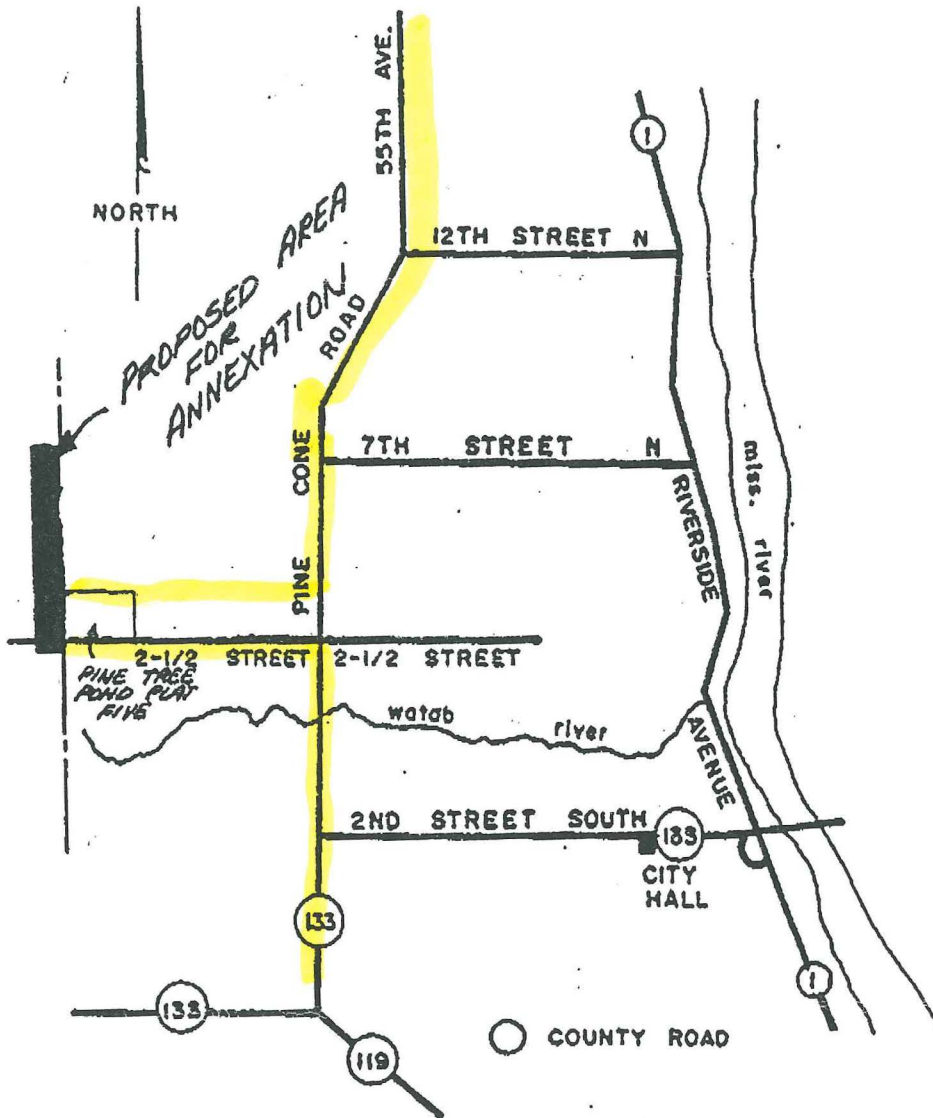 55TH AVE.
1
NORTH
12TH STREET N
PROPOSED AREA
FOR
ANNEXATION
ROAD
CONE
PINE
7TH STREET N
miss. river
RIVERSIDE
2-1/2 STREET
2-1/2 STREET
PINE TREE
POND PLAT
FIVE
watab river
AVENUE
2ND STREET SOUTH
133
CITY
HALL
133
1
133
COUNTY ROAD
119